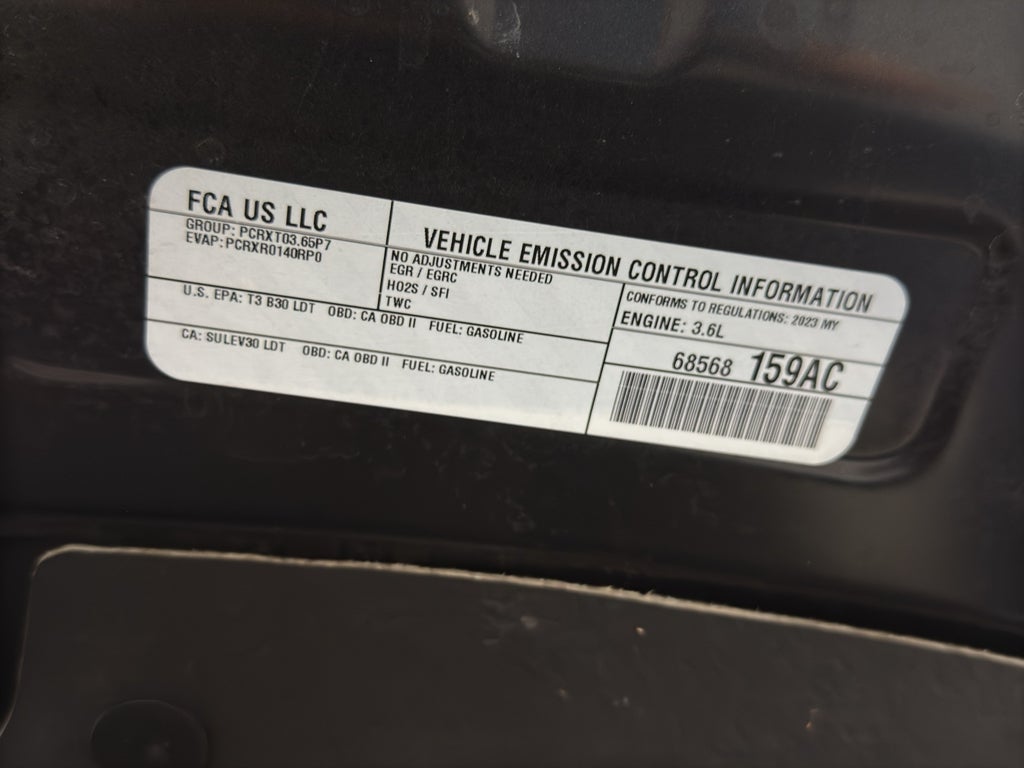 FCA US LLC
GROUP: PCRXT03.65P7
EVAP: PCRXR0140RP0
VEHICLE EMISSION CONTROL INFORMATION
NO ADJUSTMENTS NEEDED
EGR / EGRC
HO2S / SFI
TWC
CONFORMS TO REGULATIONS: 2023 MY
ENGINE: 3.6L
U.S. EPA: T3 B30 LDT OBD: CA OBD II FUEL: GASOLINE
CA: SULEV30 LDT OBD: CA OBD II FUEL: GASOLINE
68568 159AC